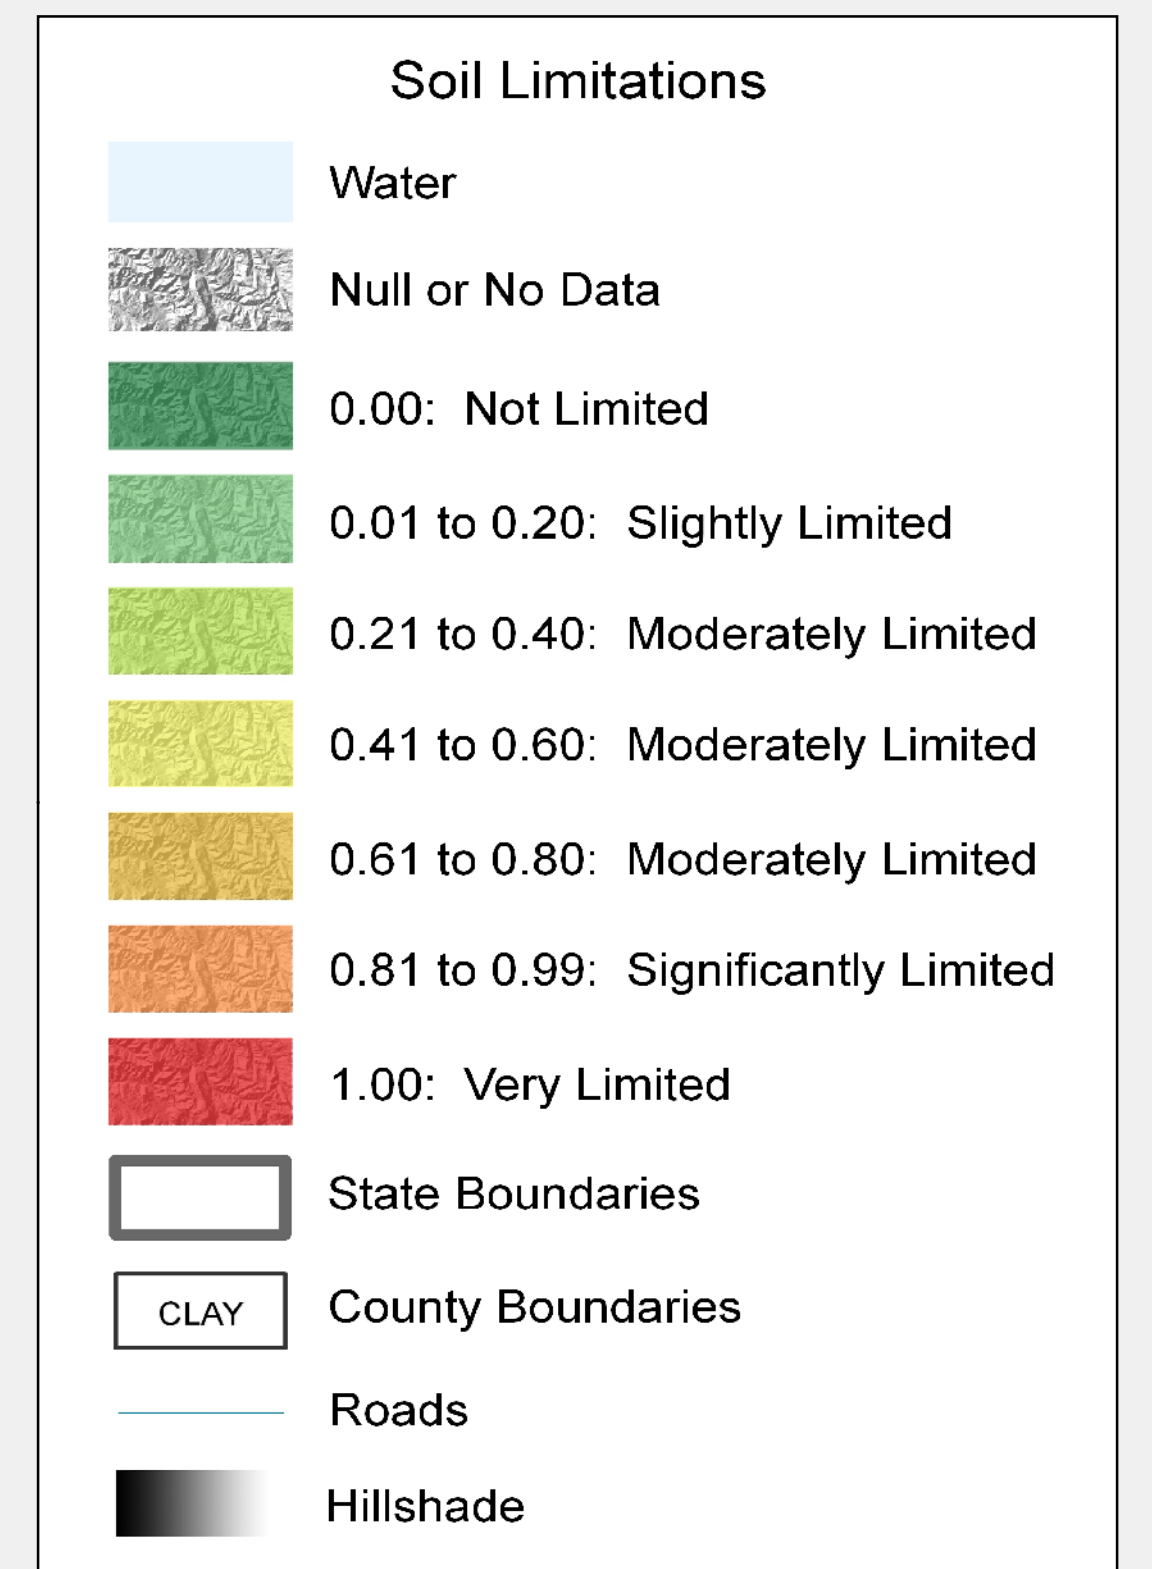 Soil Limitations
Water
Null or No Data
0.00:  Not Limited
0.01 to 0.20:  Slightly Limited
0.21 to 0.40:  Moderately Limited
0.41 to 0.60:  Moderately Limited
0.61 to 0.80:  Moderately Limited
0.81 to 0.99:  Significantly Limited
1.00:  Very Limited
State Boundaries
CLAY County Boundaries
Roads
Hillshade